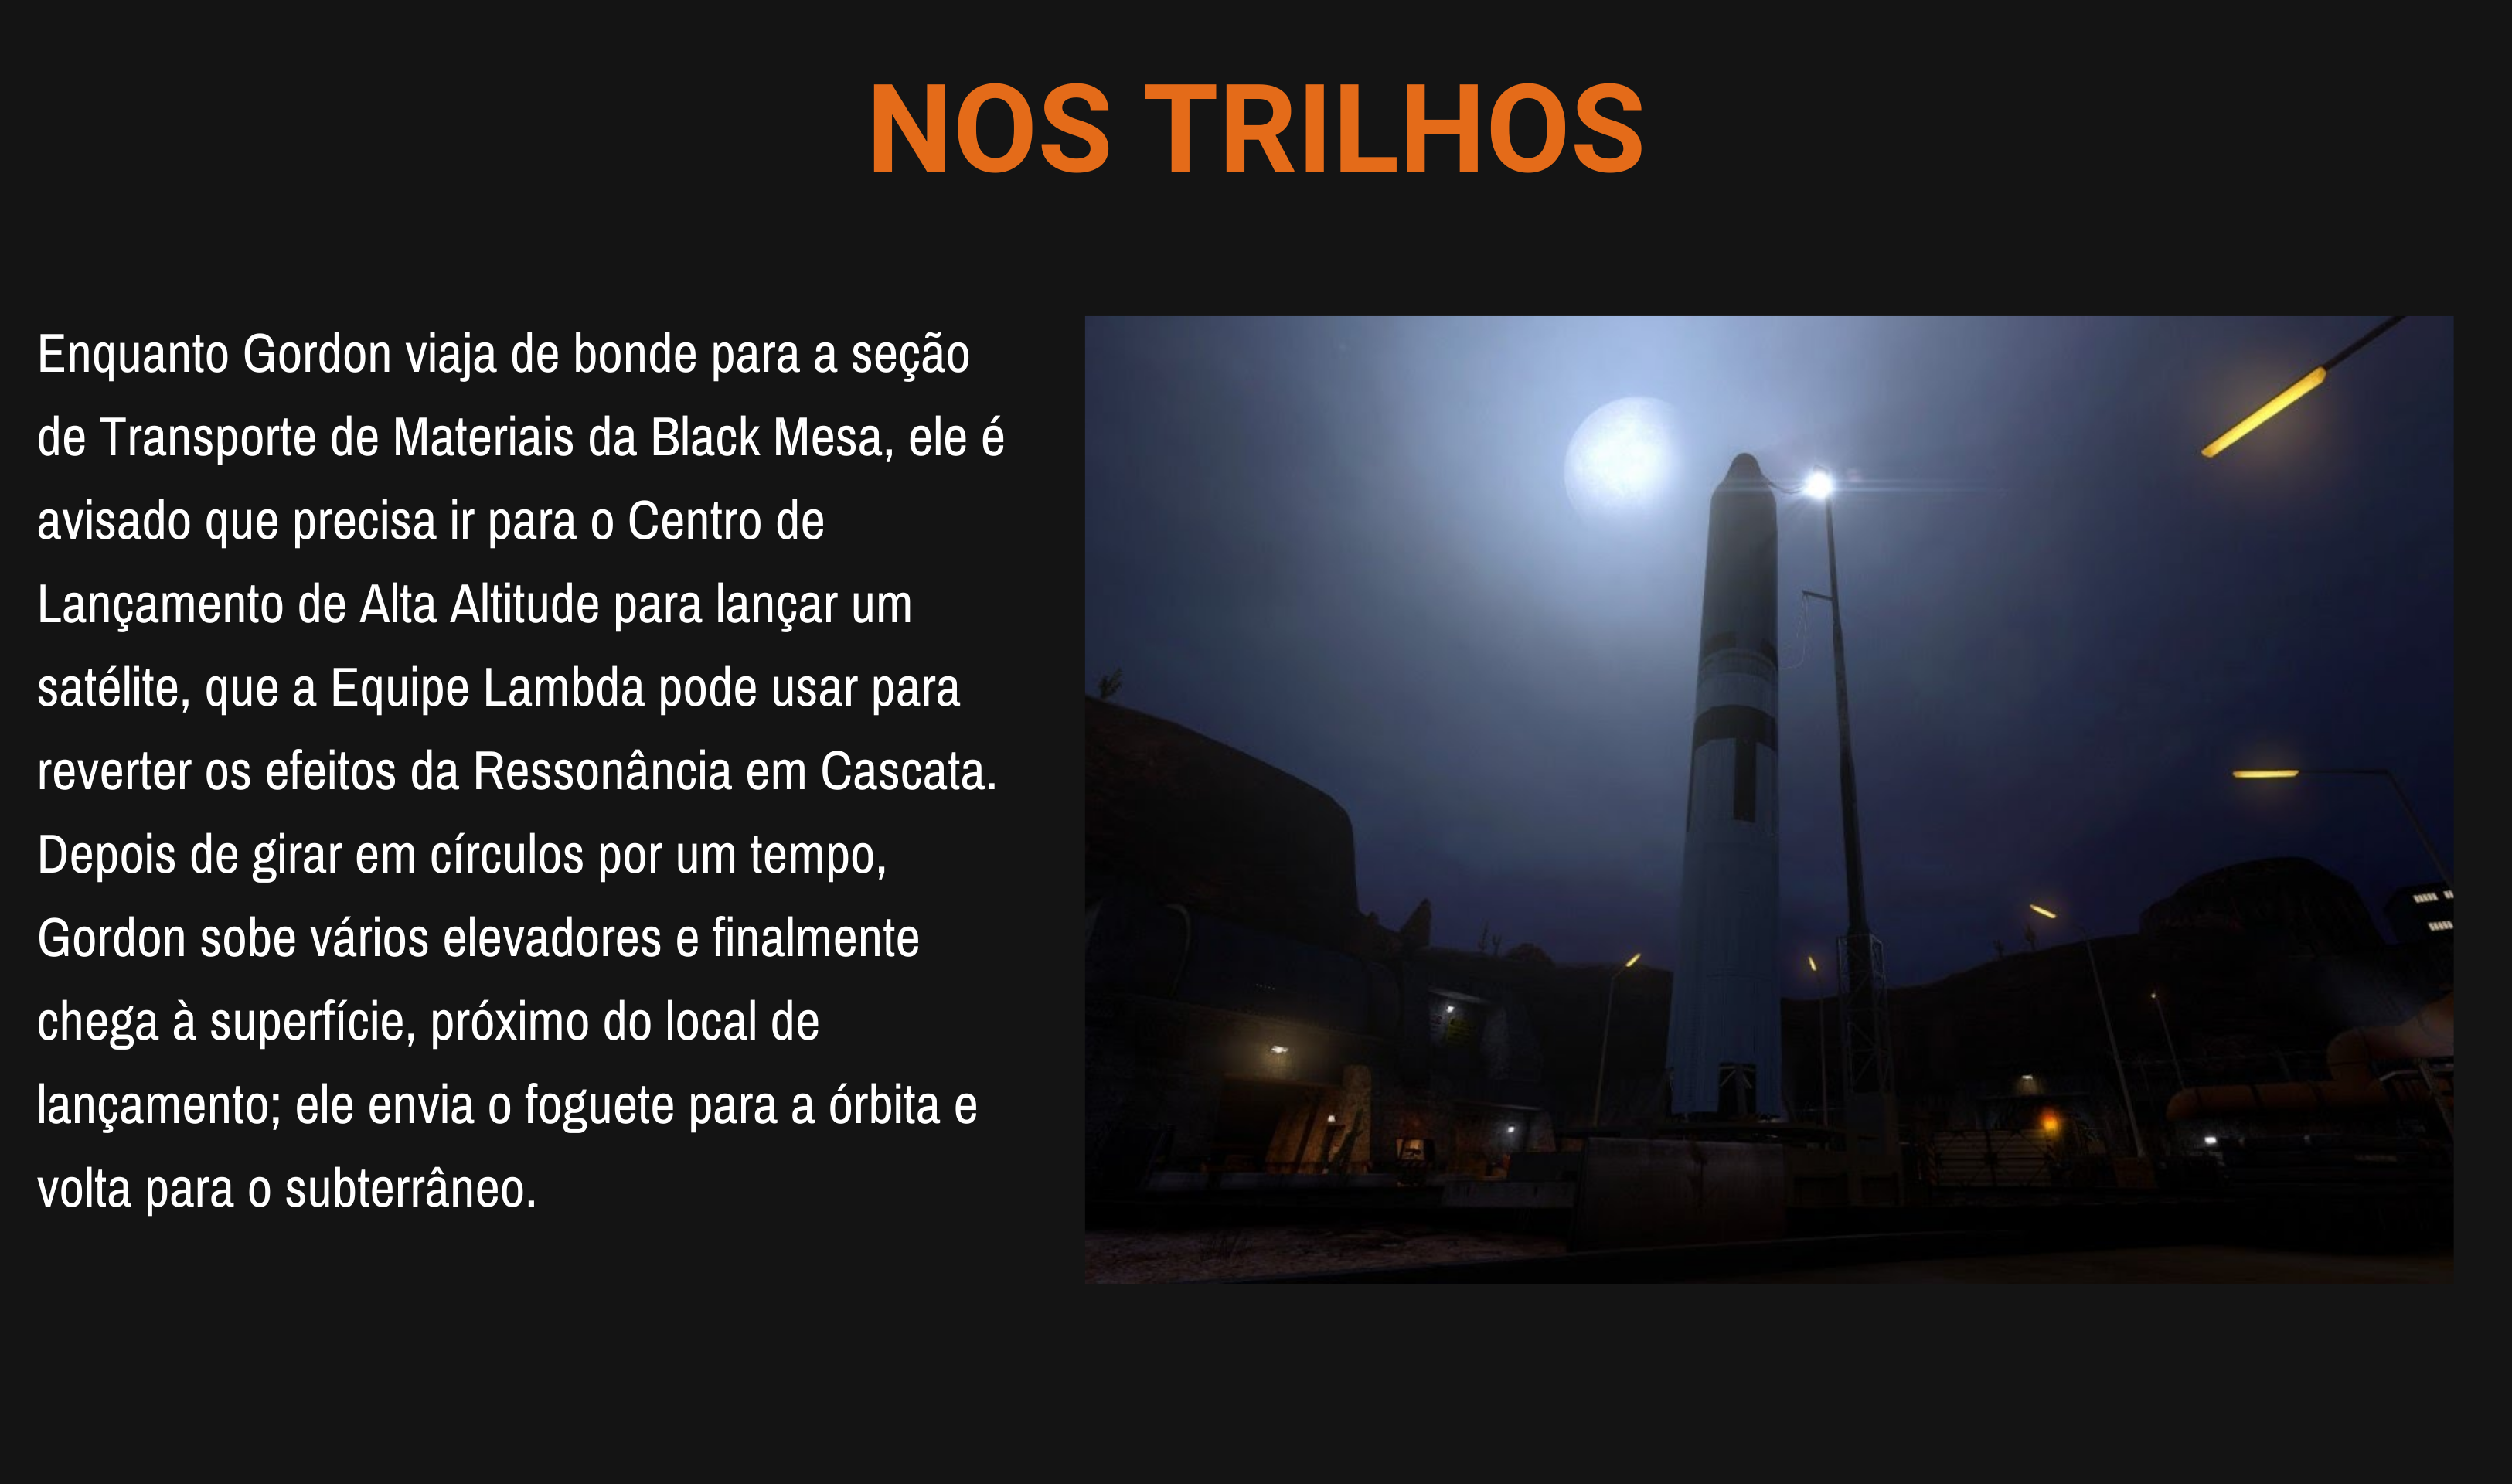 NOS TRILHOS
Enquanto Gordon viaja de bonde para a seção
de Transporte de Materiais da Black Mesa, ele é
avisado que precisa ir para o Centro de
Lançamento de Alta Altitude para lançar um
satélite, que a Equipe Lambda pode usar para
reverter os efeitos da Ressonância em Cascata.
Depois de girar em círculos por um tempo,
Gordon sobe vários elevadores e finalmente
chega à superfície, próximo do local de
lançamento; ele envia o foguete para a órbita e
volta para o subterrâneo.